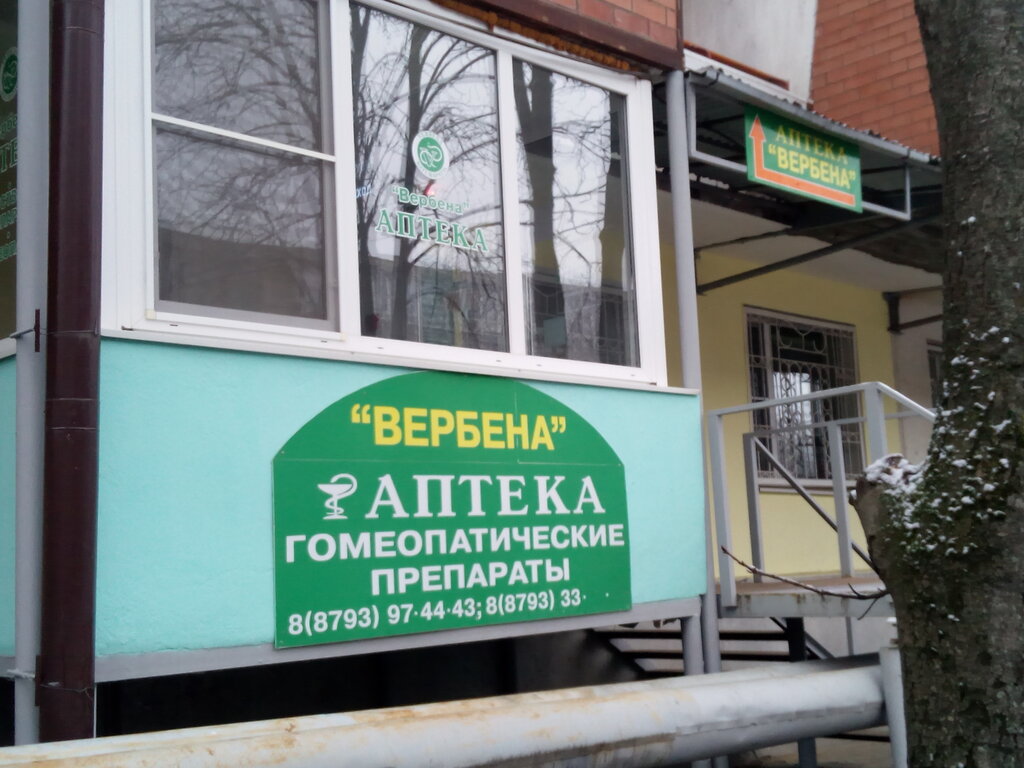 "Вербена"
АПТЕКА
АПТЕКА
"ВЕРБЕНА"
"ВЕРБЕНА"
АПТЕКА
ГОМЕОПАТИЧЕСКИЕ
ПРЕПАРАТЫ
8(8793) 97-44-43; 8(8793) 33-